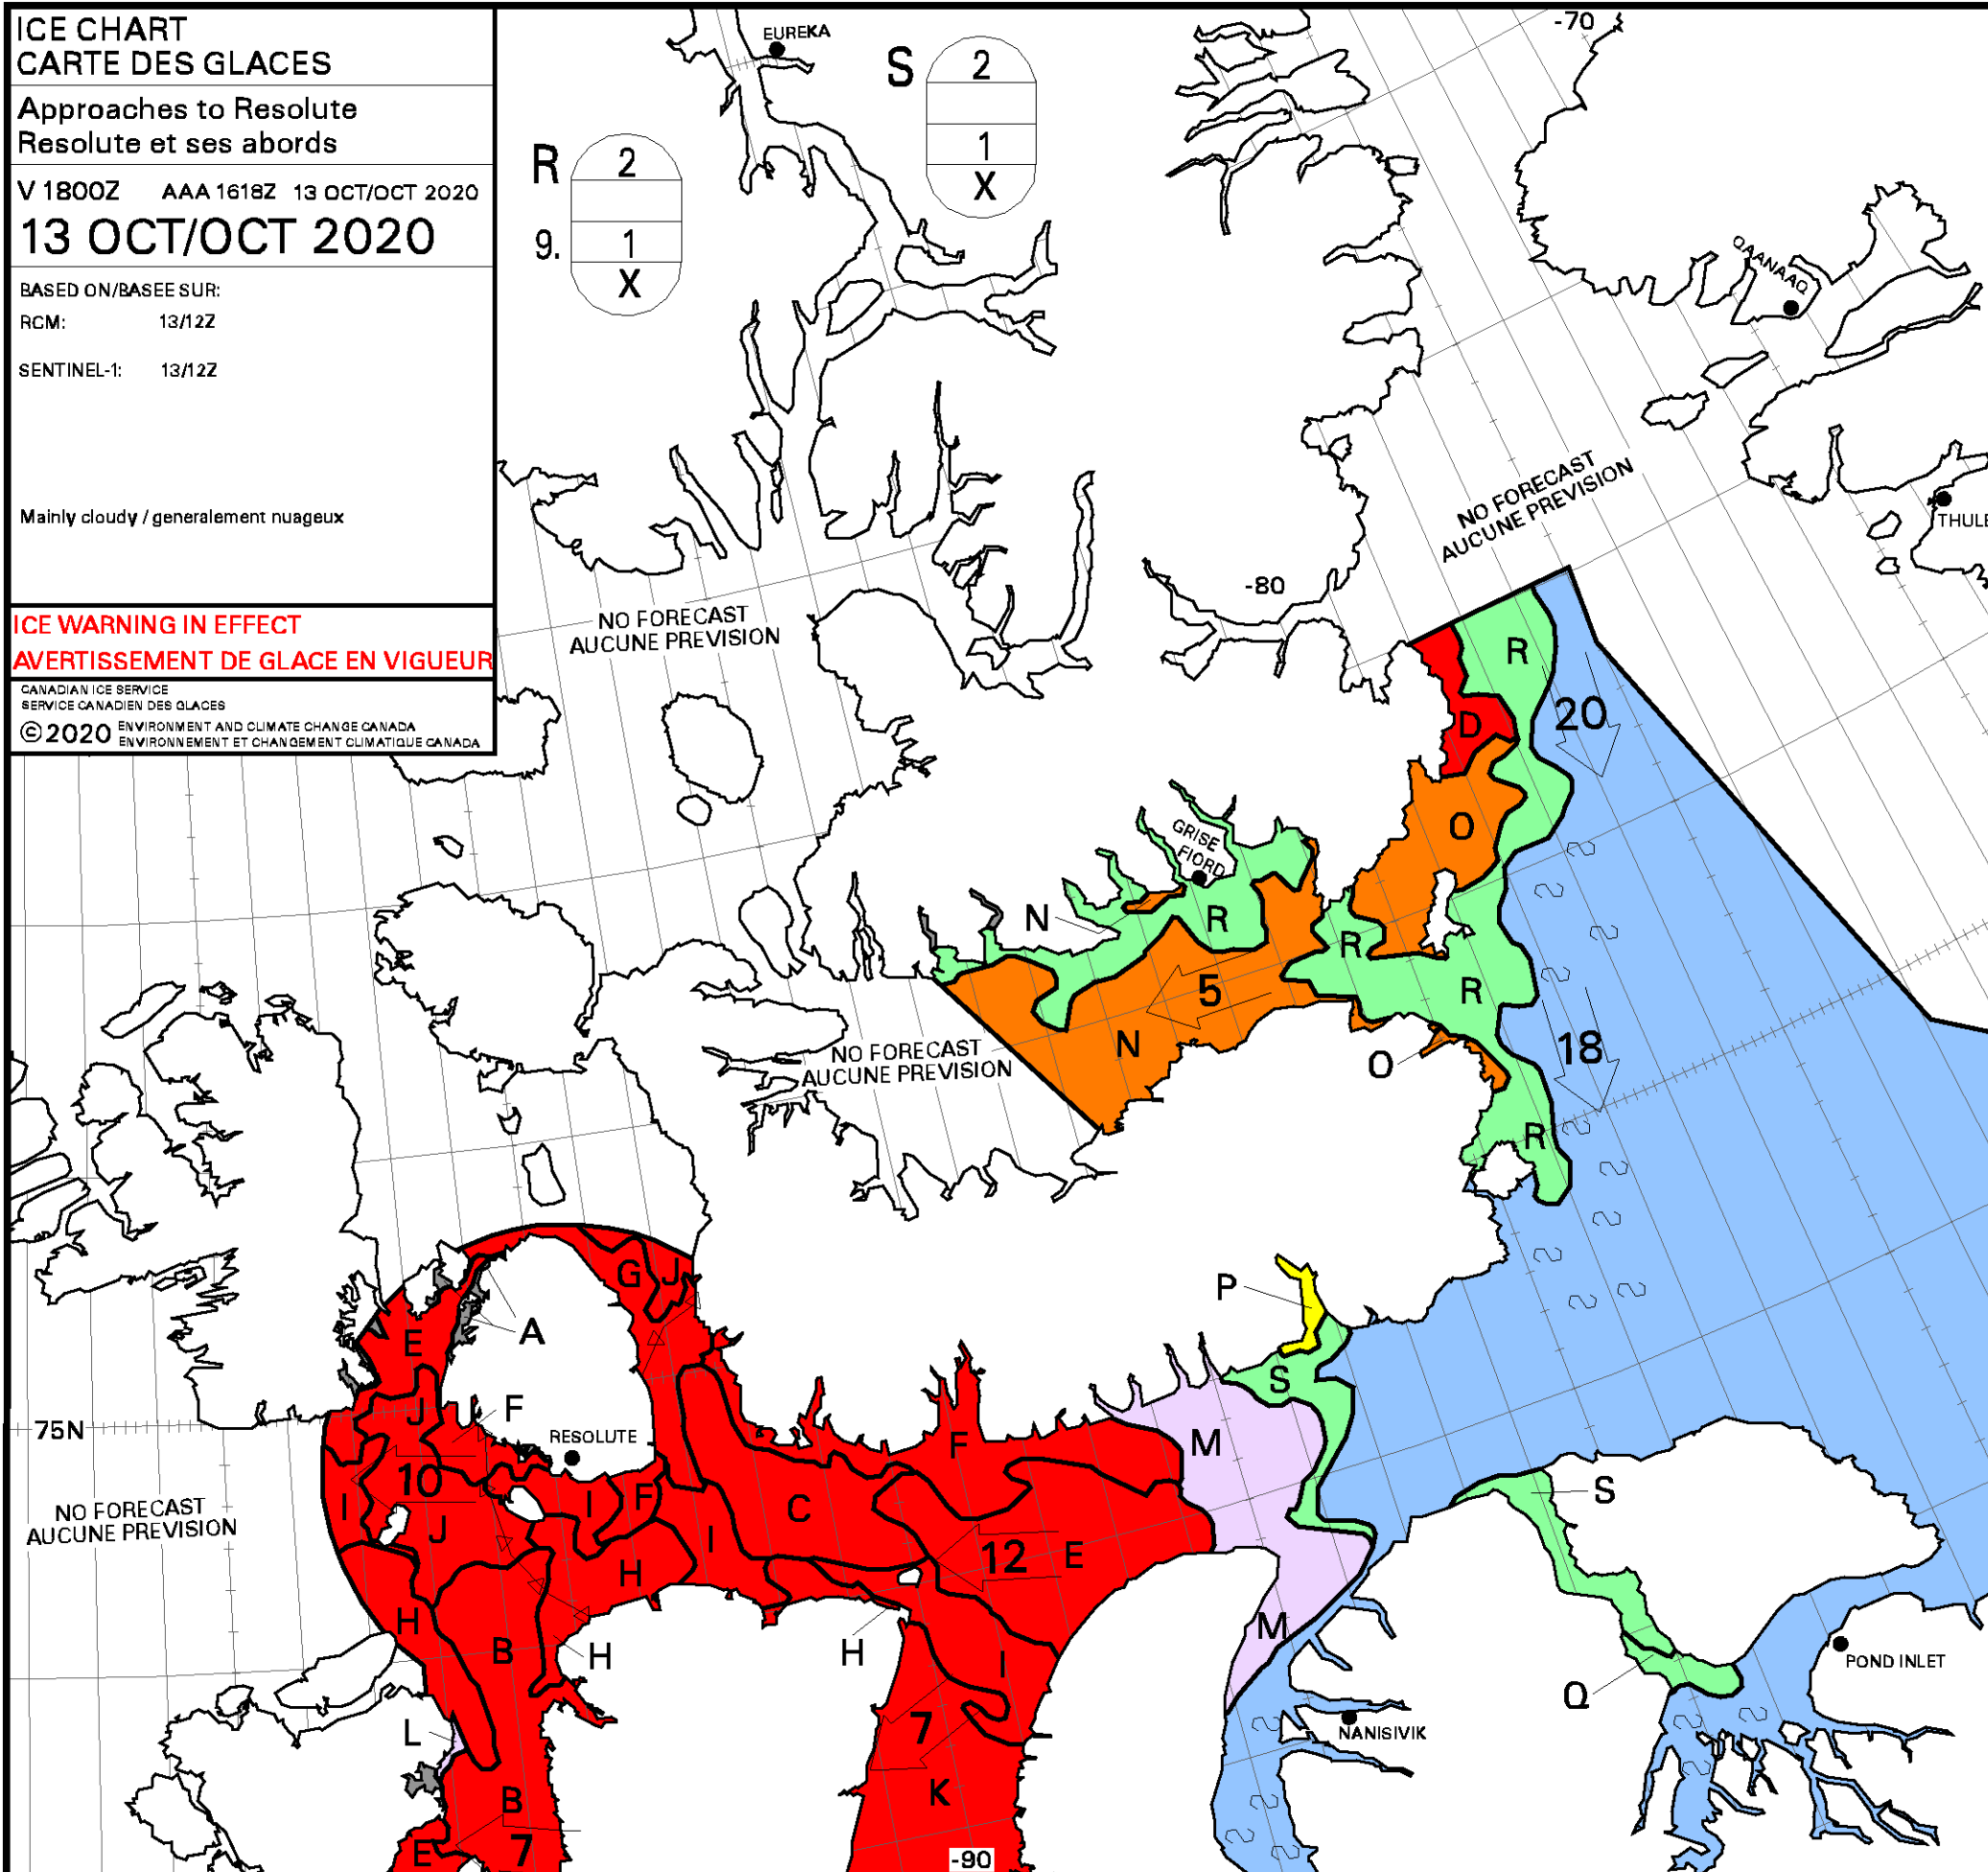 ICE CHART
CARTE DES GLACES
Approaches to Resolute
Resolute et ses abords
V 1800Z AAA 1618Z 13 OCT/OCT 2020
13 OCT/OCT 2020
BASED ON/BASEE SUR:
RCM: 13/12Z
SENTINEL-1: 13/12Z
Mainly cloudy / generalement nuageux
ICE WARNING IN EFFECT
AVERTISSEMENT DE GLACE EN VIGUEUR
CANADIAN ICE SERVICE
SERVICE CANADIEN DES GLACES
©2020 ENVIRONMENT AND CLIMATE CHANGE CANADA
ENVIRONNEMENT ET CHANGEMENT CLIMATIQUE CANADA
EUREKA
S
2
1
X
R
2
9.
1
X
-70
QAANAAQ
THULE
NO FORECAST
AUCUNE PREVISION
-80
NO FORECAST
AUCUNE PREVISION
R
20
D
O
GRISE
FIORD
N
R
R
5
R
N
18
O
NO FORECAST
AUCUNE PREVISION
R
G
J
P
A
E
S
J
F
75N
RESOLUTE
F
M
10
S
NO FORECAST
AUCUNE PREVISION
I
I
F
C
J
I
12
E
H
H
M
B
H
H
I
POND INLET
Q
L
7
NANISIVIK
K
B
E
7
-90